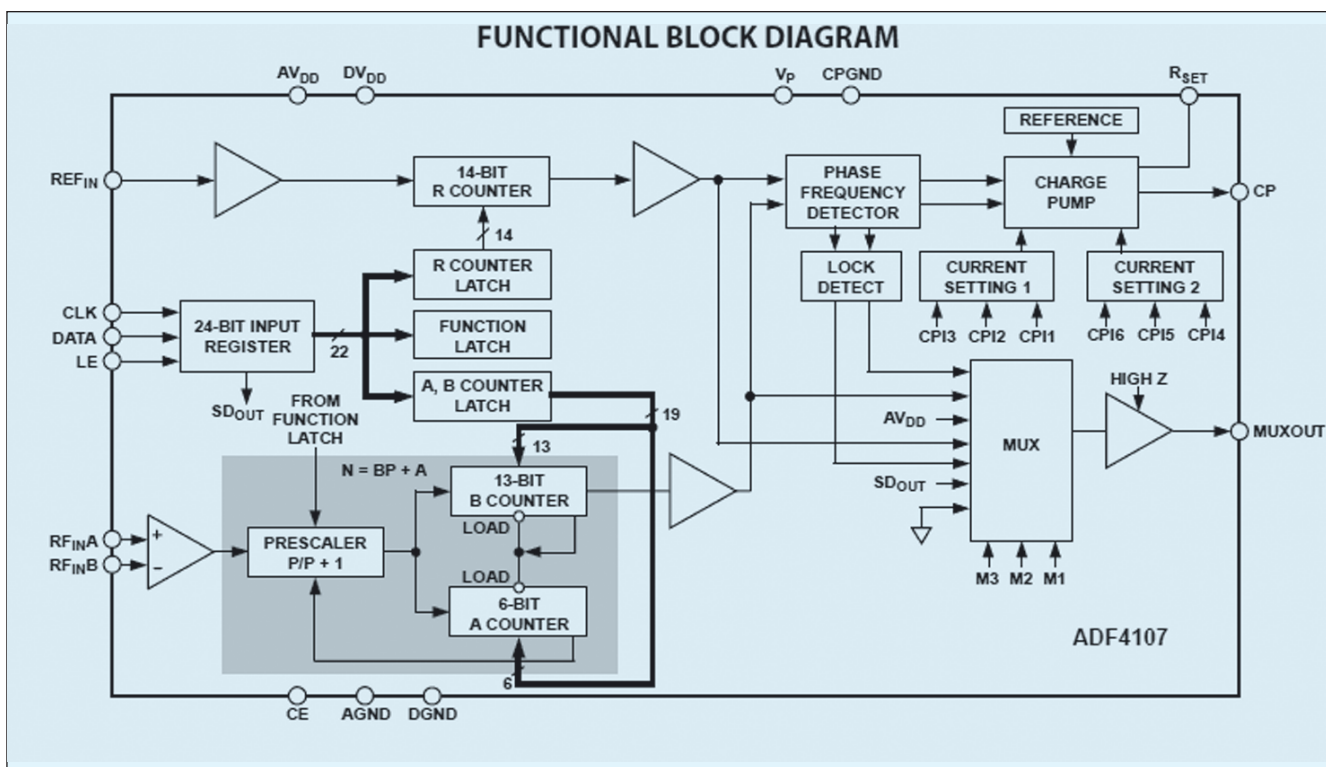 FUNCTIONAL BLOCK DIAGRAM
AVDD
DVDD
VP
CPGND
RSET
REFERENCE
REFIN
14-BIT
R COUNTER
PHASE
FREQUENCY
DETECTOR
CHARGE
PUMP
CP
14
R COUNTER
LATCH
LOCK
DETECT
CURRENT
SETTING 1
CURRENT
SETTING 2
CLK
DATA
LE
24-BIT INPUT
REGISTER
22
FUNCTION
LATCH
CPI3
CPI2
CPI1
CPI6
CPI5
CPI4
SDOUT
A, B COUNTER
LATCH
HIGH Z
FROM
FUNCTION
LATCH
19
13
AVDD
MUX
MUXOUT
N = BP + A
13-BIT
B COUNTER
SDOUT
LOAD
RFINA
RFINB
+
−
PRESCALER
P/P + 1
LOAD
6-BIT
A COUNTER
M3
M2
M1
6
ADF4107
CE
AGND
DGND